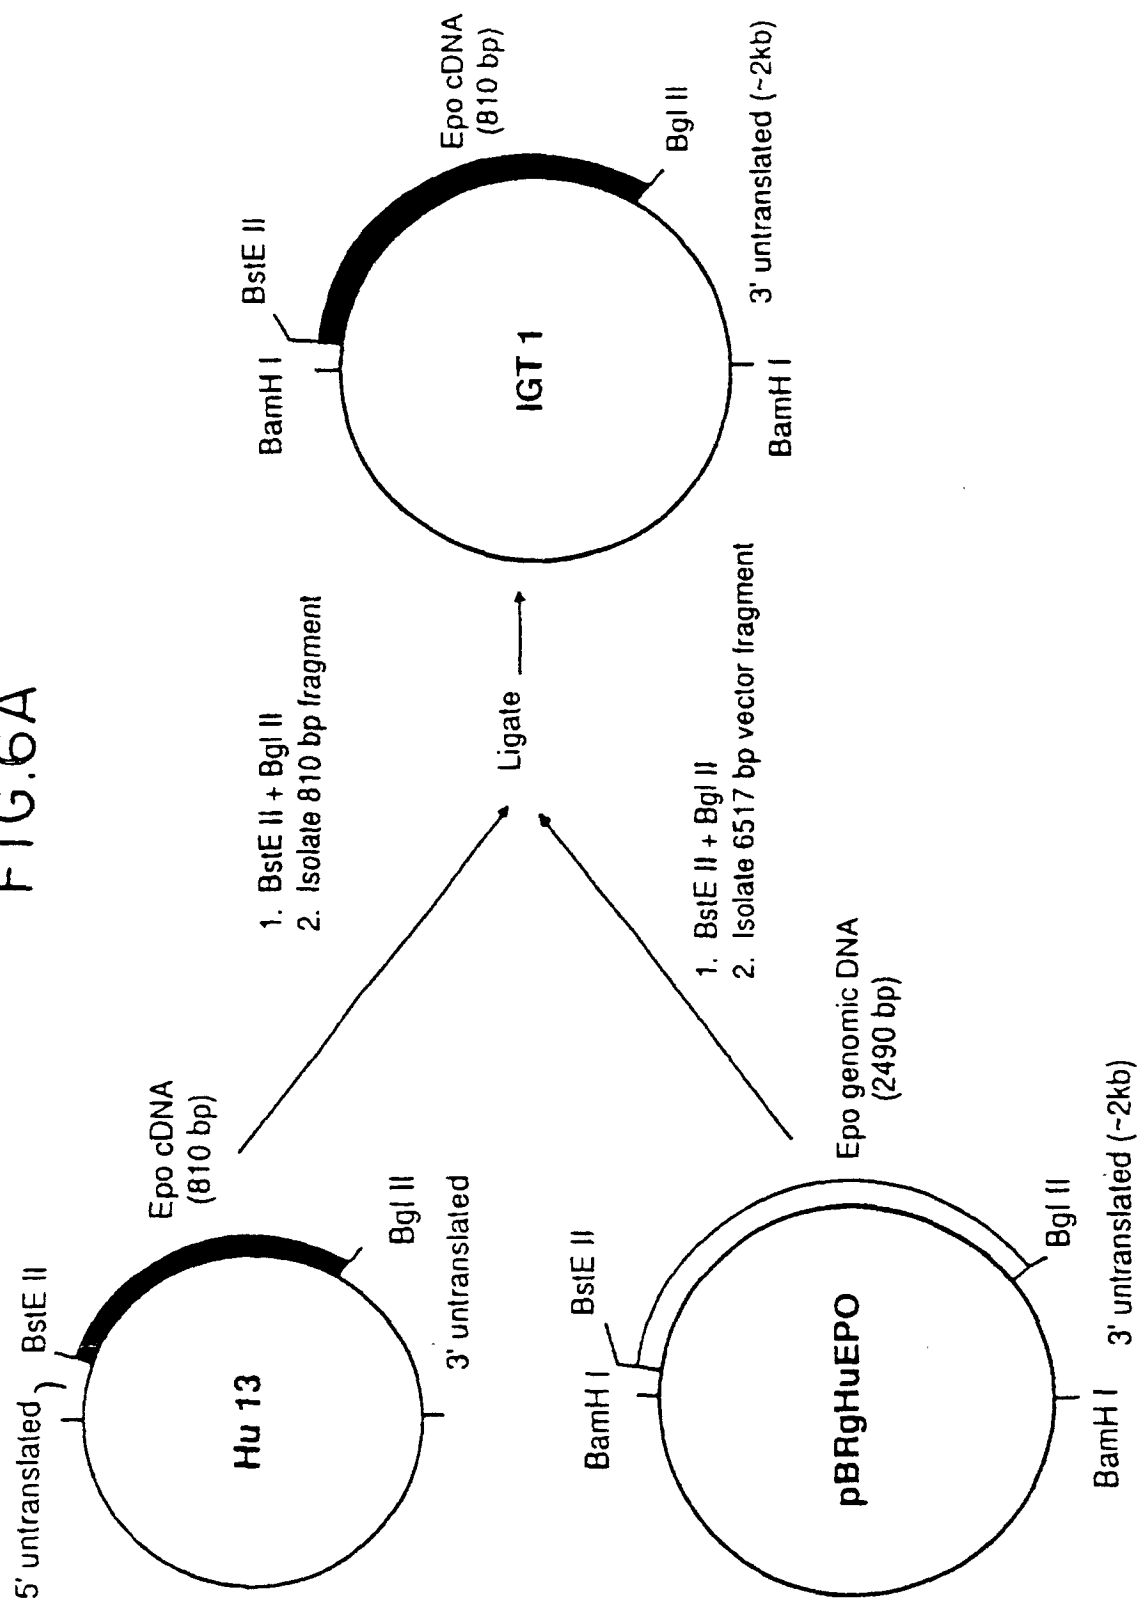 FIG.6A
5' untranslated
BstE II
Epo cDNA
(810 bp)
Bgl II
3' untranslated
Hu 13
1. BstE II + Bgl II
2. Isolate 810 bp fragment
BamH I
BstE II
Epo genomic DNA
(2490 bp)
Bgl II
3' untranslated (~2kb)
BamH I
pBRgHuEPO
1. BstE II + Bgl II
2. Isolate 6517 bp vector fragment
Ligate
BamH I
BstE II
Epo cDNA
(810 bp)
Bgl II
3' untranslated (~2kb)
BamH I
IGT 1